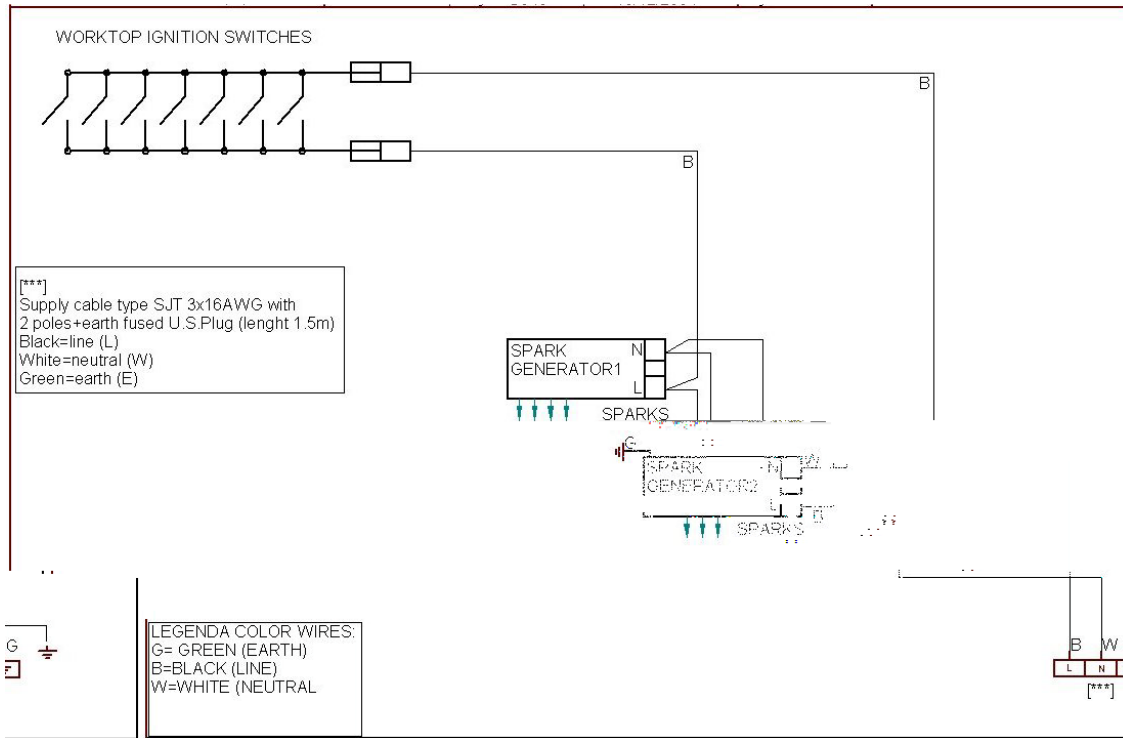 WORKTOP IGNITION SWITCHES
B
B
[***]
Supply cable type SJT 3x16AWG with
2 poles+earth fused U.S.Plug (lenght 1.5m)
Black=line (L)
White=neutral (W)
Green=earth (E)
SPARK N
GENERATOR1
L
SPARKS
G
SPARK N W
GENERATOR2
L B
SPARKS
G
LEGENDA COLOR WIRES:
G= GREEN (EARTH)
B=BLACK (LINE)
W=WHITE (NEUTRAL
B W
L N
[***]